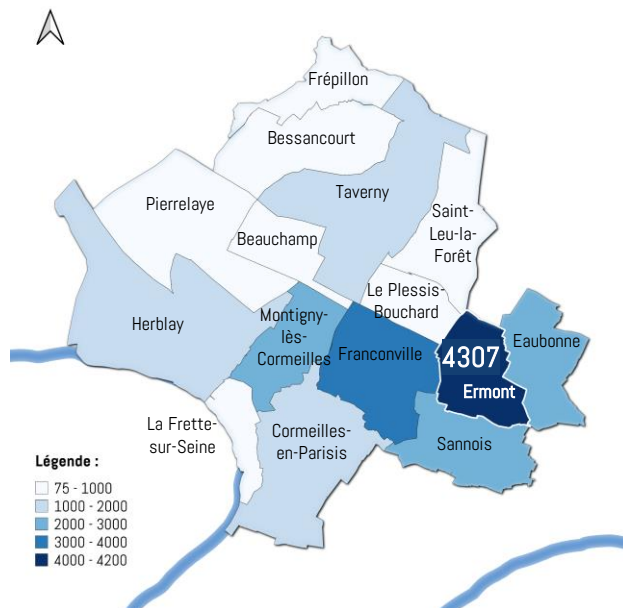 Frépillon
Bessancourt
Taverny
Pierrelaye
Saint-
Leu-la-
Forêt
Beauchamp
Le Plessis-
Bouchard
Herblay
Montigny-
lès-
Cormeilles
Franconville
4307
Ermont
Eaubonne
La Frette-
sur-Seine
Cormeilles-
en-Parisis
Sannois
Légende :
75 - 1000
1000 - 2000
2000 - 3000
3000 - 4000
4000 - 4200